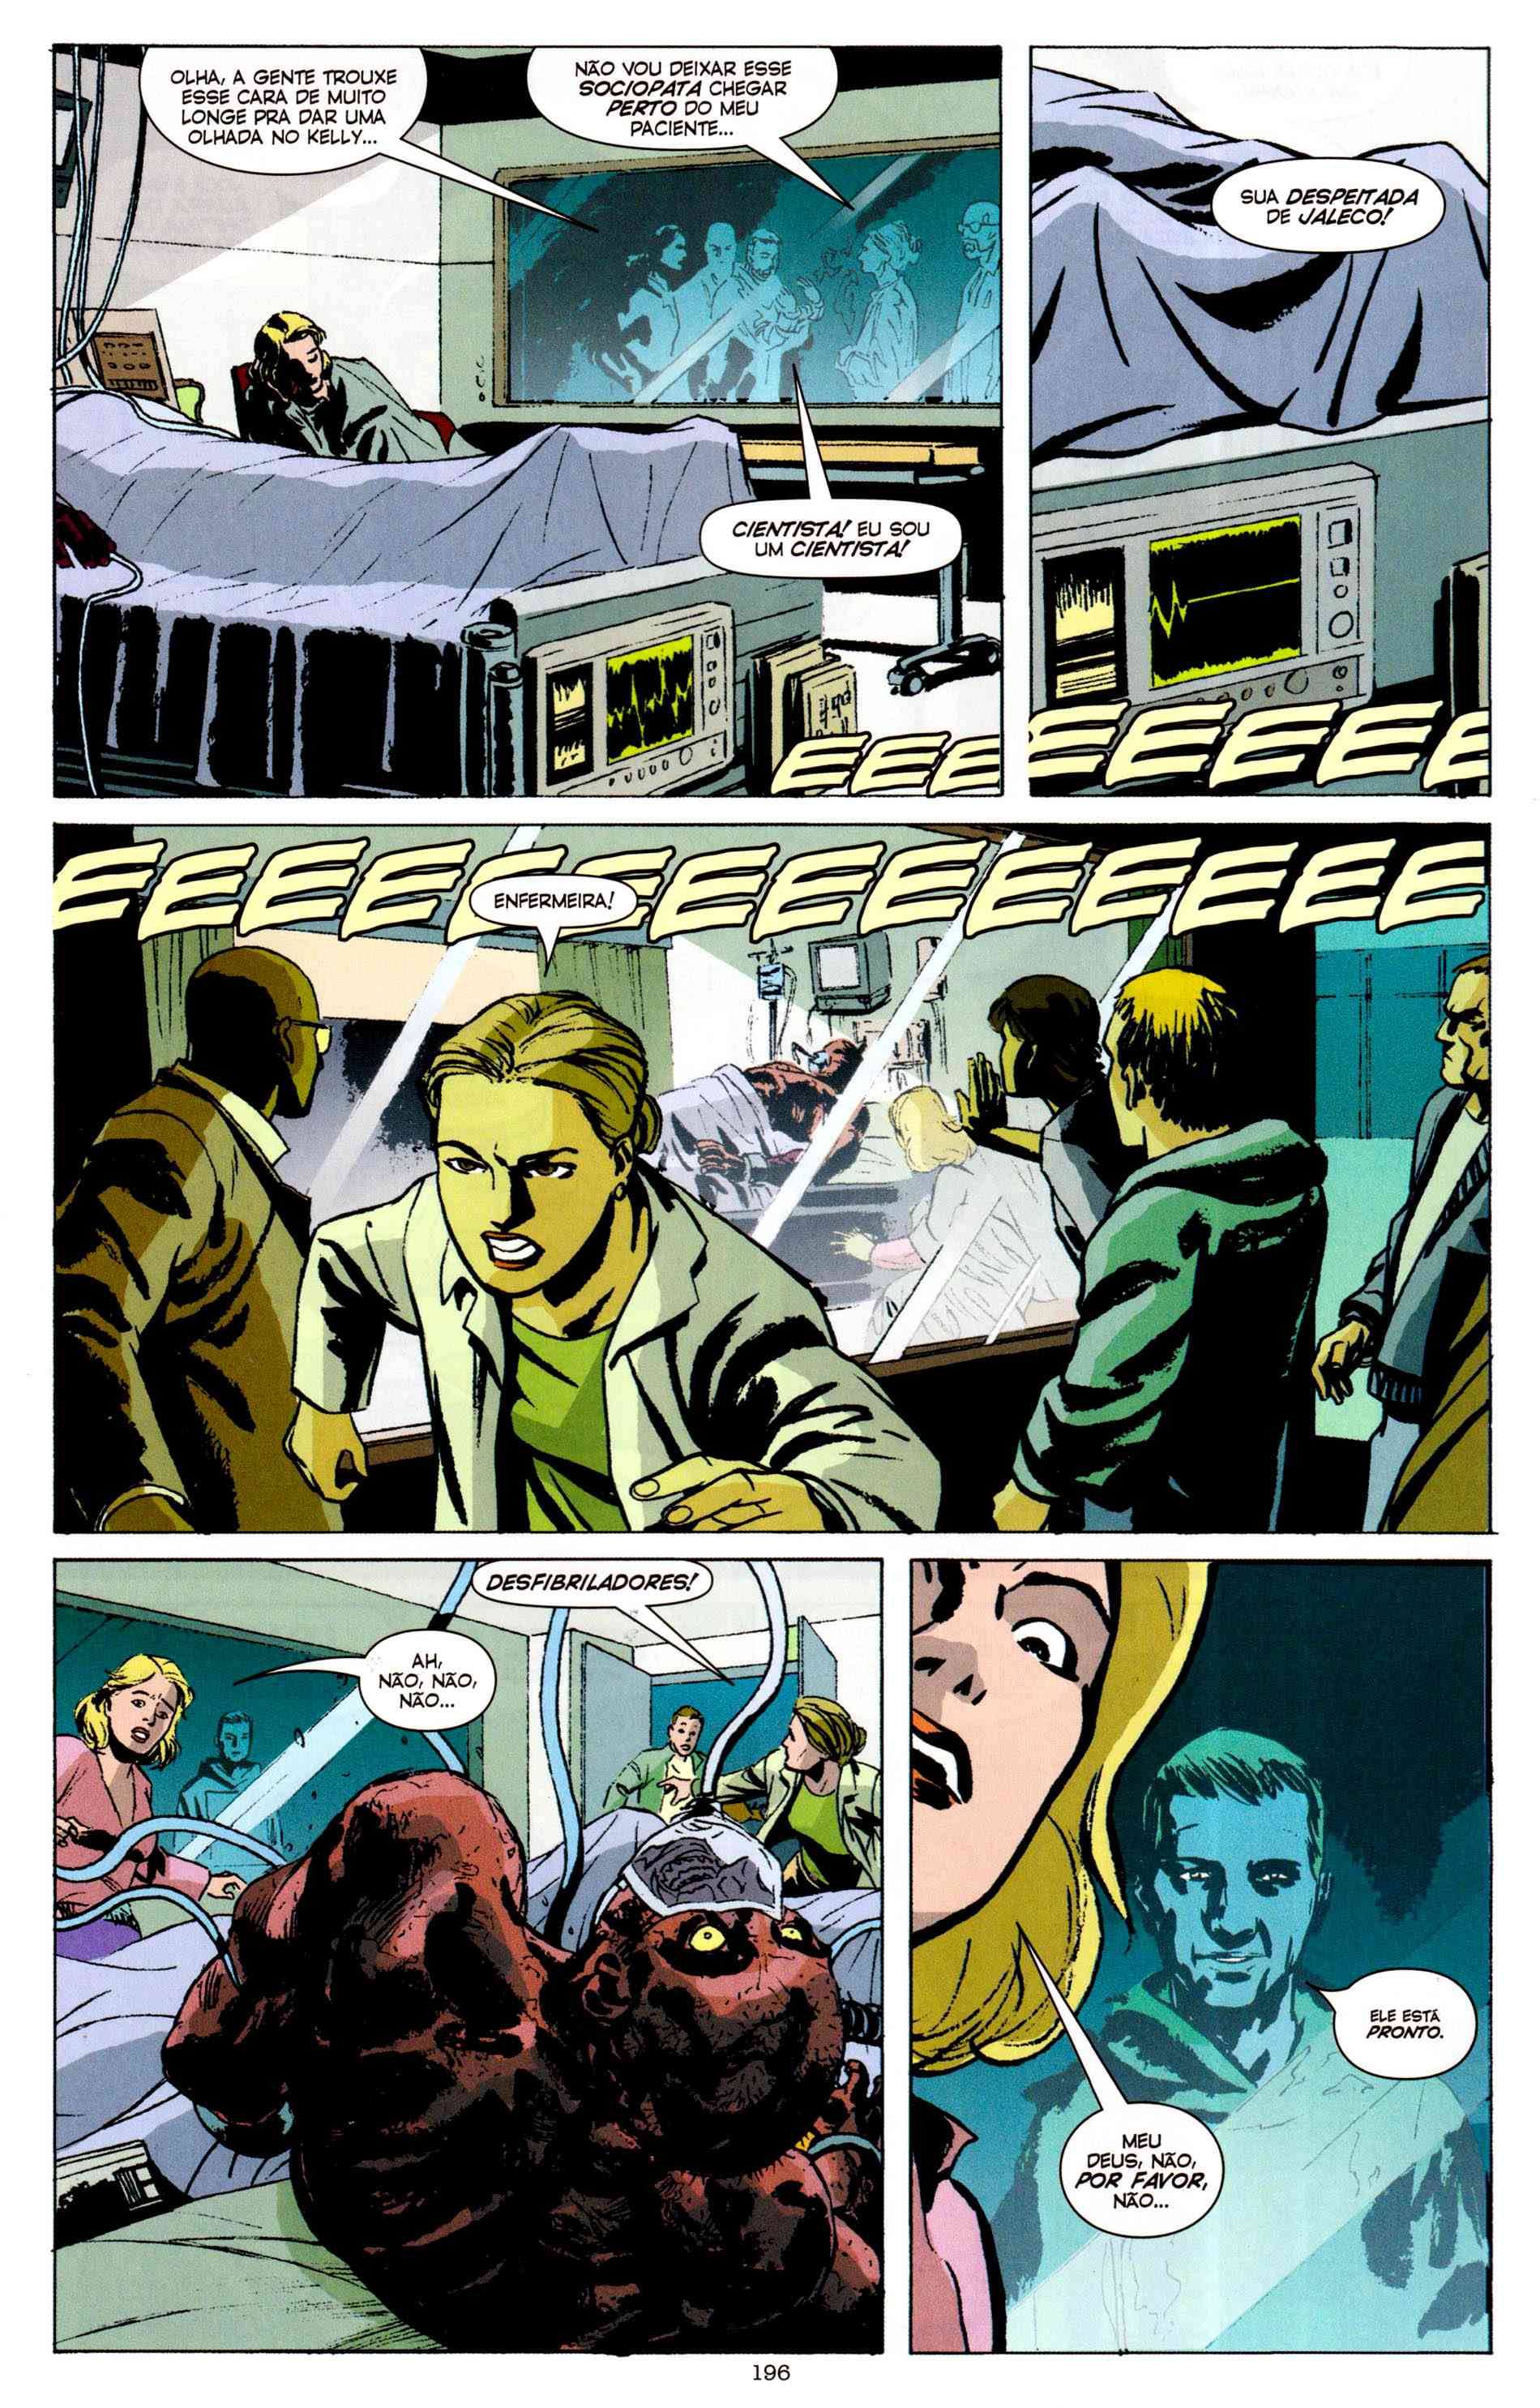 OLHA, A GENTE TROUXE
ESSE CARA DE MUITO
LONGE PRA DAR UMA
OLHADA NO KELLY...
NÃO VOU DEIXAR ESSE
SOCIOPATA CHEGAR
PERTO DO MEU
PACIENTE...
CIENTISTA! EU SOU
UM CIENTISTA!
EEE
SUA DESPEITADA
DE JALECO!
EEEEE
EEEEEEEEEEEEEE
ENFERMEIRA!
DESFIBRILADORES!
AH,
NÃO, NÃO,
NÃO...
ELE ESTÁ
PRONTO.
MEU
DEUS, NÃO,
POR FAVOR,
NÃO...
196